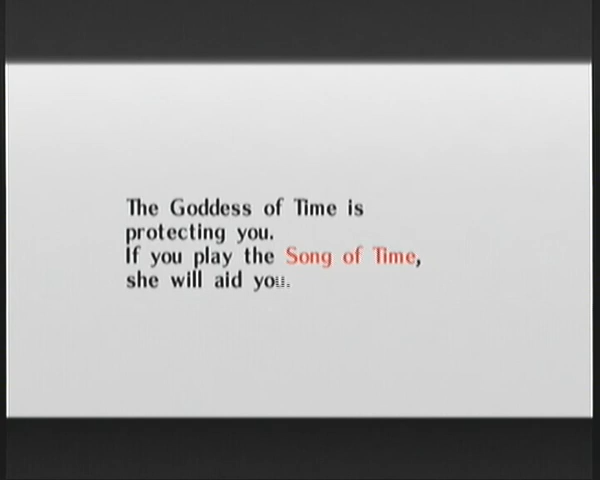 The Goddess of Time is
protecting you.
If you play the Song of Time,
she will aid you.